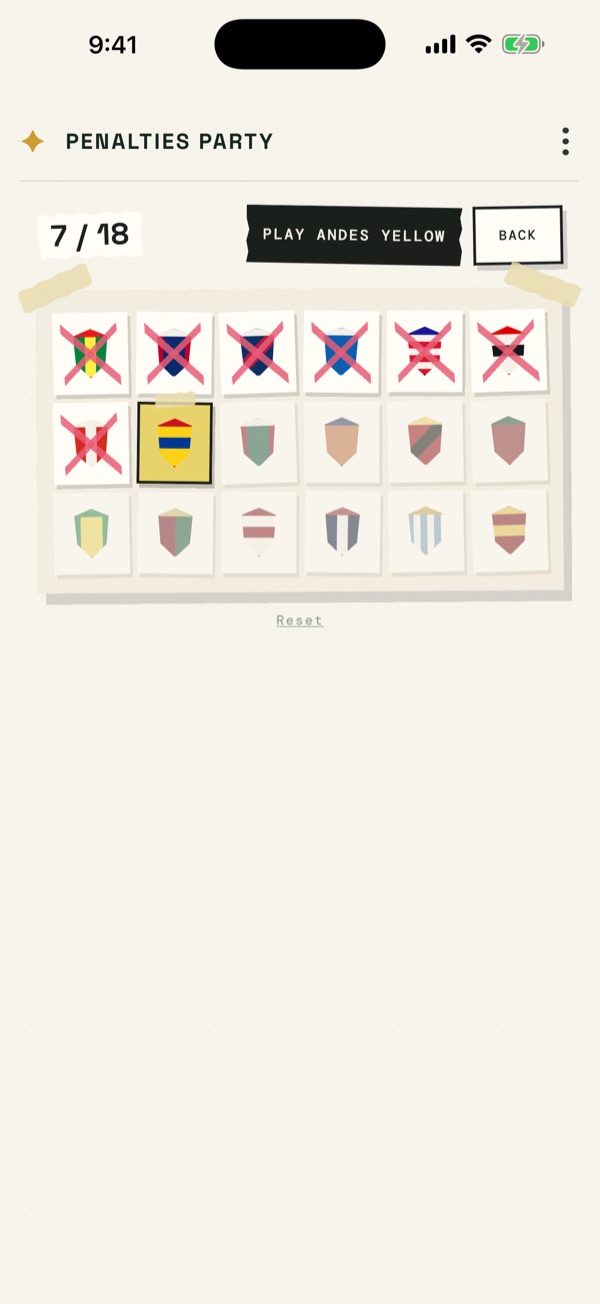 9:41
PENALTIES PARTY
7 / 18
PLAY ANDES YELLOW
BACK
Reset